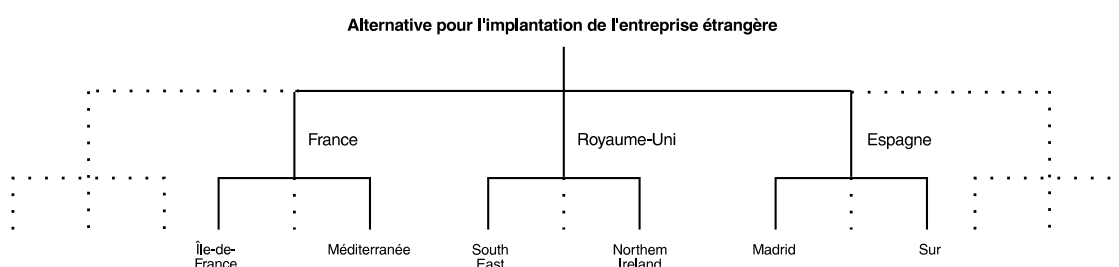 Alternative pour l'implantation de l'entreprise étrangère
France
Royaume-Uni
Espagne
Île-de-
France
Méditerranée
South
East
Northern
Ireland
Madrid
Sur